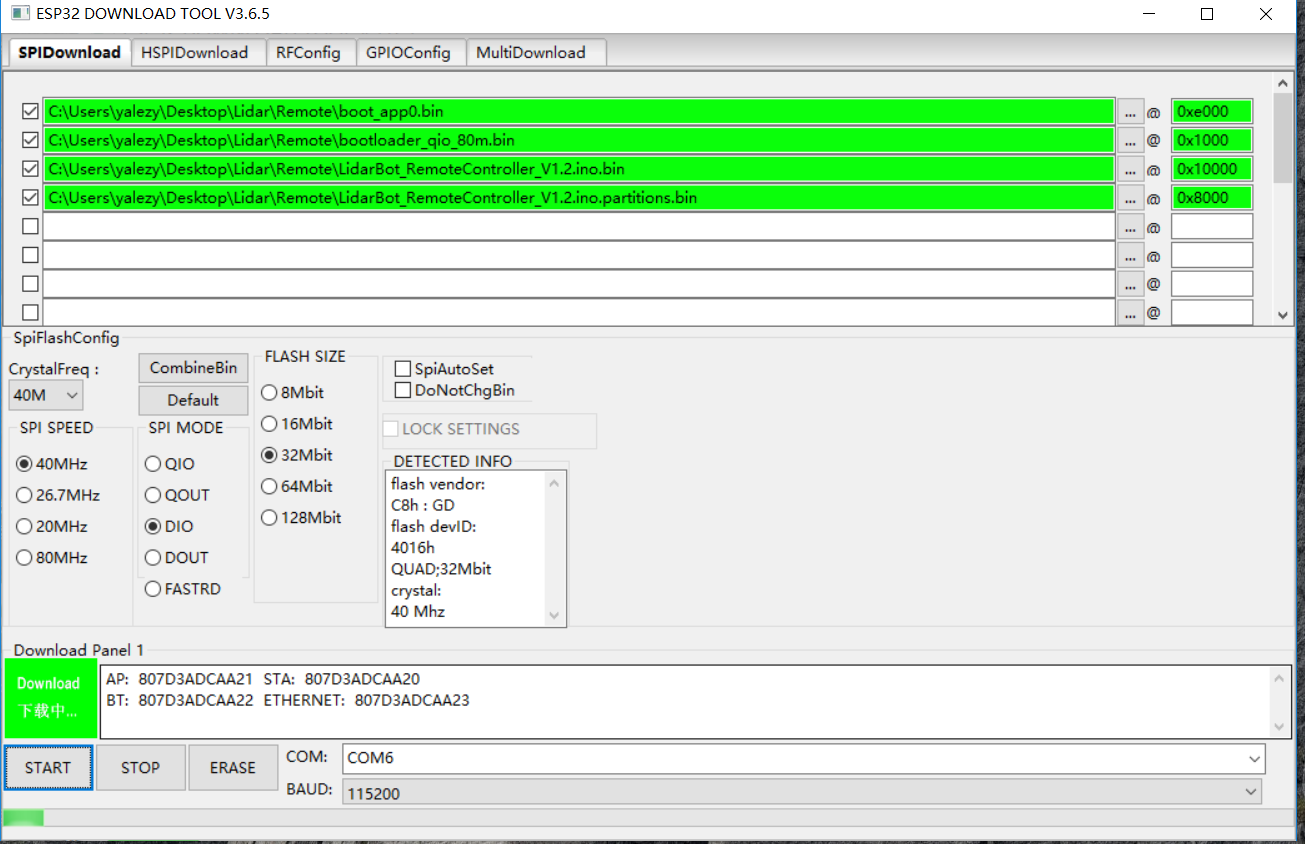 ESP32 DOWNLOAD TOOL V3.6.5
SPIDownload HSPIDownload RFConfig GPIOConfig MultiDownload
C:\Users\yalezy\Desktop\Lidar\Remote\boot_app0.bin ... @ 0xe000
C:\Users\yalezy\Desktop\Lidar\Remote\bootloader_qio_80m.bin ... @ 0x1000
C:\Users\yalezy\Desktop\Lidar\Remote\LidarBot_RemoteController_V1.2.ino.bin ... @ 0x10000
C:\Users\yalezy\Desktop\Lidar\Remote\LidarBot_RemoteController_V1.2.ino.partitions.bin ... @ 0x8000
... @
... @
... @
... @
SpiFlashConfig
CrystalFreq :
40M
CombineBin
Default
SPI SPEED
40MHz
26.7MHz
20MHz
80MHz
SPI MODE
QIO
QOUT
DIO
DOUT
FASTRD
FLASH SIZE
8Mbit
16Mbit
32Mbit
64Mbit
128Mbit
SpiAutoSet
DoNotChgBin
LOCK SETTINGS
DETECTED INFO
flash vendor:
C8h : GD
flash devID:
4016h
QUAD;32Mbit
crystal:
40 Mhz
Download Panel 1
Download
下载中...
AP: 807D3ADCAA21 STA: 807D3ADCAA20
BT: 807D3ADCAA22 ETHERNET: 807D3ADCAA23
START STOP ERASE
COM: COM6
BAUD: 115200